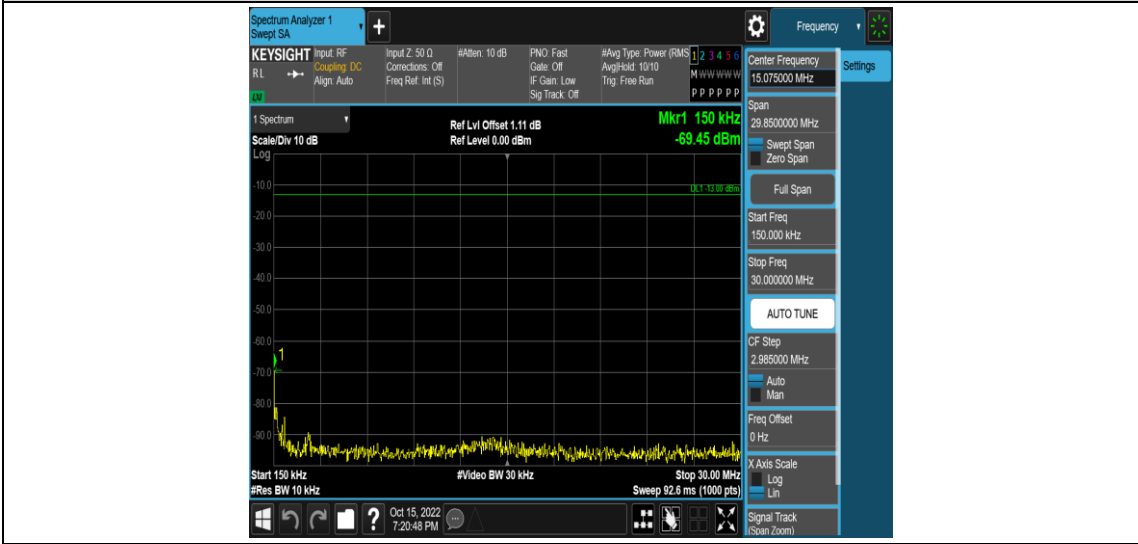 Spectrum Analyzer 1
Swept SA
+
Frequency
KEYSIGHT
RL
Input: RF
Coupling: DC
Align: Auto
Input Z: 50 Ω
Corrections: Off
Freq Ref: Int (S)
#Atten: 10 dB
PNO: Fast
Gate: Off
IF Gain: Low
Sig Track: Off
#Avg Type: Power (RMS
Avg|Hold: 10/10
Trig: Free Run
1 2 3 4 5 6
M W W W W W
P P P P P P
1 Spectrum
Scale/Div 10 dB
Log
Ref Lvl Offset 1.11 dB
Ref Level 0.00 dBm
Mkr1 150 kHz
-69.45 dBm
DL1 -13.00 dBm
-10.0
-20.0
-30.0
-40.0
-50.0
-60.0
-70.0
-80.0
-90.0
1
Start 150 kHz
#Res BW 10 kHz
#Video BW 30 kHz
Stop 30.00 MHz
Sweep 92.6 ms (1000 pts)
?
Oct 15, 2022
7:20:48 PM
Center Frequency
15.075000 MHz
Settings
Span
29.8500000 MHz
Swept Span
Zero Span
Full Span
Start Freq
150.000 kHz
Stop Freq
30.000000 MHz
AUTO TUNE
CF Step
2.985000 MHz
Auto
Man
Freq Offset
0 Hz
X Axis Scale
Log
Lin
Signal Track
(Span Zoom)